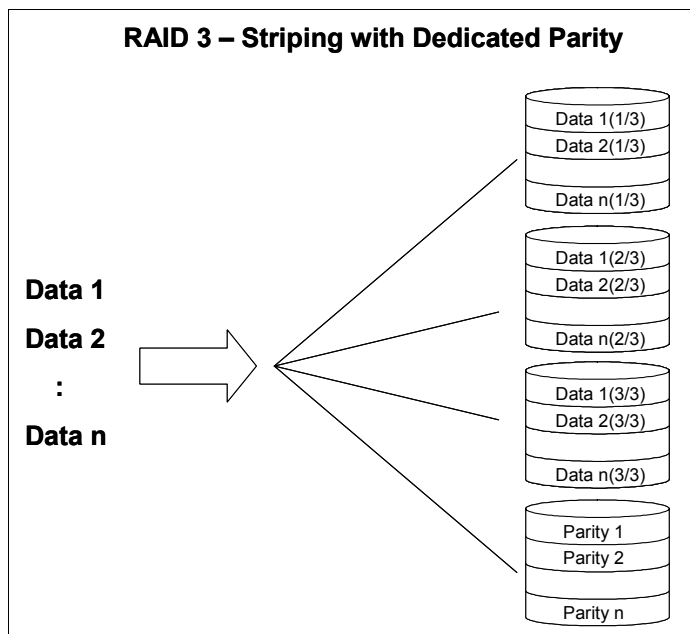 RAID 3 – Striping with Dedicated Parity
Data 1
Data 2
:
Data n
Data 1(1/3)
Data 2(1/3)
Data n(1/3)
Data 1(2/3)
Data 2(2/3)
Data n(2/3)
Data 1(3/3)
Data 2(3/3)
Data n(3/3)
Parity 1
Parity 2
Parity n